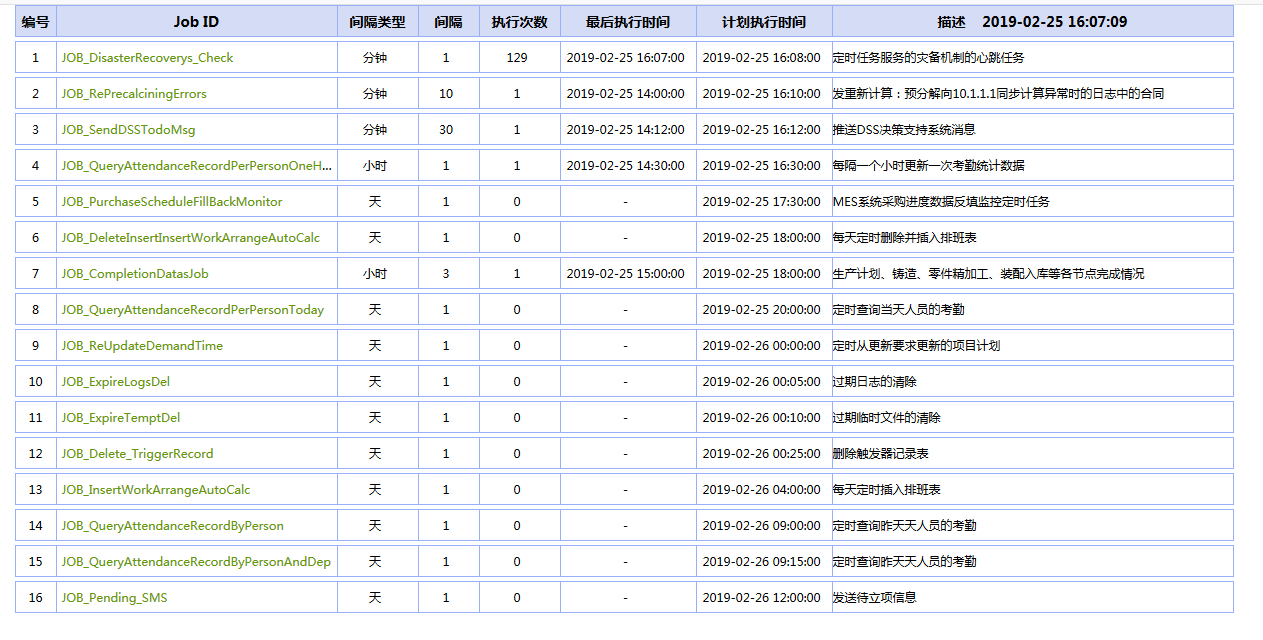 编号 Job ID 间隔类型 间隔 执行次数 最后执行时间 计划执行时间 描述 2019-02-25 16:07:09
1 JOB_DisasterRecoverys_Check 分钟 1 129 2019-02-25 16:07:00 2019-02-25 16:08:00 定时任务服务的灾备机制的心跳任务
2 JOB_RePrecalciningErrors 分钟 10 1 2019-02-25 14:00:00 2019-02-25 16:10:00 发重新计算：预分解向10.1.1.1同步计算异常时的日志中的合同
3 JOB_SendDSSTodoMsg 分钟 30 1 2019-02-25 14:12:00 2019-02-25 16:12:00 推送DSS决策支持系统消息
4 JOB_QueryAttendanceRecordPerPersonOneH... 小时 1 1 2019-02-25 14:30:00 2019-02-25 16:30:00 每隔一个小时更新一次考勤统计数据
5 JOB_PurchaseScheduleFillBackMonitor 天 1 0 - 2019-02-25 17:30:00 MES系统采购进度数据反填监控定时任务
6 JOB_DeleteInsertInsertWorkArrangeAutoCalc 天 1 0 - 2019-02-25 18:00:00 每天定时删除并插入排班表
7 JOB_CompletionDatasJob 小时 3 1 2019-02-25 15:00:00 2019-02-25 18:00:00 生产计划、铸造、零件精加工、装配入库等各节点完成情况
8 JOB_QueryAttendanceRecordPerPersonToday 天 1 0 - 2019-02-25 20:00:00 定时查询当天人员的考勤
9 JOB_ReUpdateDemandTime 天 1 0 - 2019-02-26 00:00:00 定时从更新要求更新的项目计划
10 JOB_ExpireLogsDel 天 1 0 - 2019-02-26 00:05:00 过期日志的清除
11 JOB_ExpireTemptDel 天 1 0 - 2019-02-26 00:10:00 过期临时文件的清除
12 JOB_Delete_TriggerRecord 天 1 0 - 2019-02-26 00:25:00 删除触发器记录表
13 JOB_InsertWorkArrangeAutoCalc 天 1 0 - 2019-02-26 04:00:00 每天定时插入排班表
14 JOB_QueryAttendanceRecordByPerson 天 1 0 - 2019-02-26 09:00:00 定时查询昨天天人员的考勤
15 JOB_QueryAttendanceRecordByPersonAndDep 天 1 0 - 2019-02-26 09:15:00 定时查询昨天天人员的考勤
16 JOB_Pending_SMS 天 1 0 - 2019-02-26 12:00:00 发送待立项信息